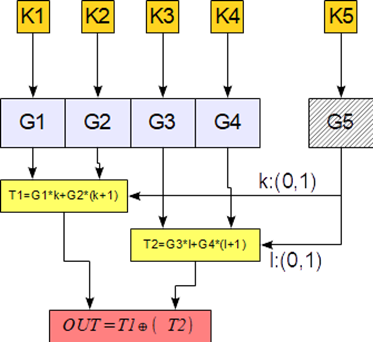 K1 K2 K3 K4 K5
G1 G2 G3 G4 G5
k:(0,1)
T1=G1*k+G2*(k+1)
T2=G3*l+G4*(l+1)
l:(0,1)
OUT=T1⊕( T2)